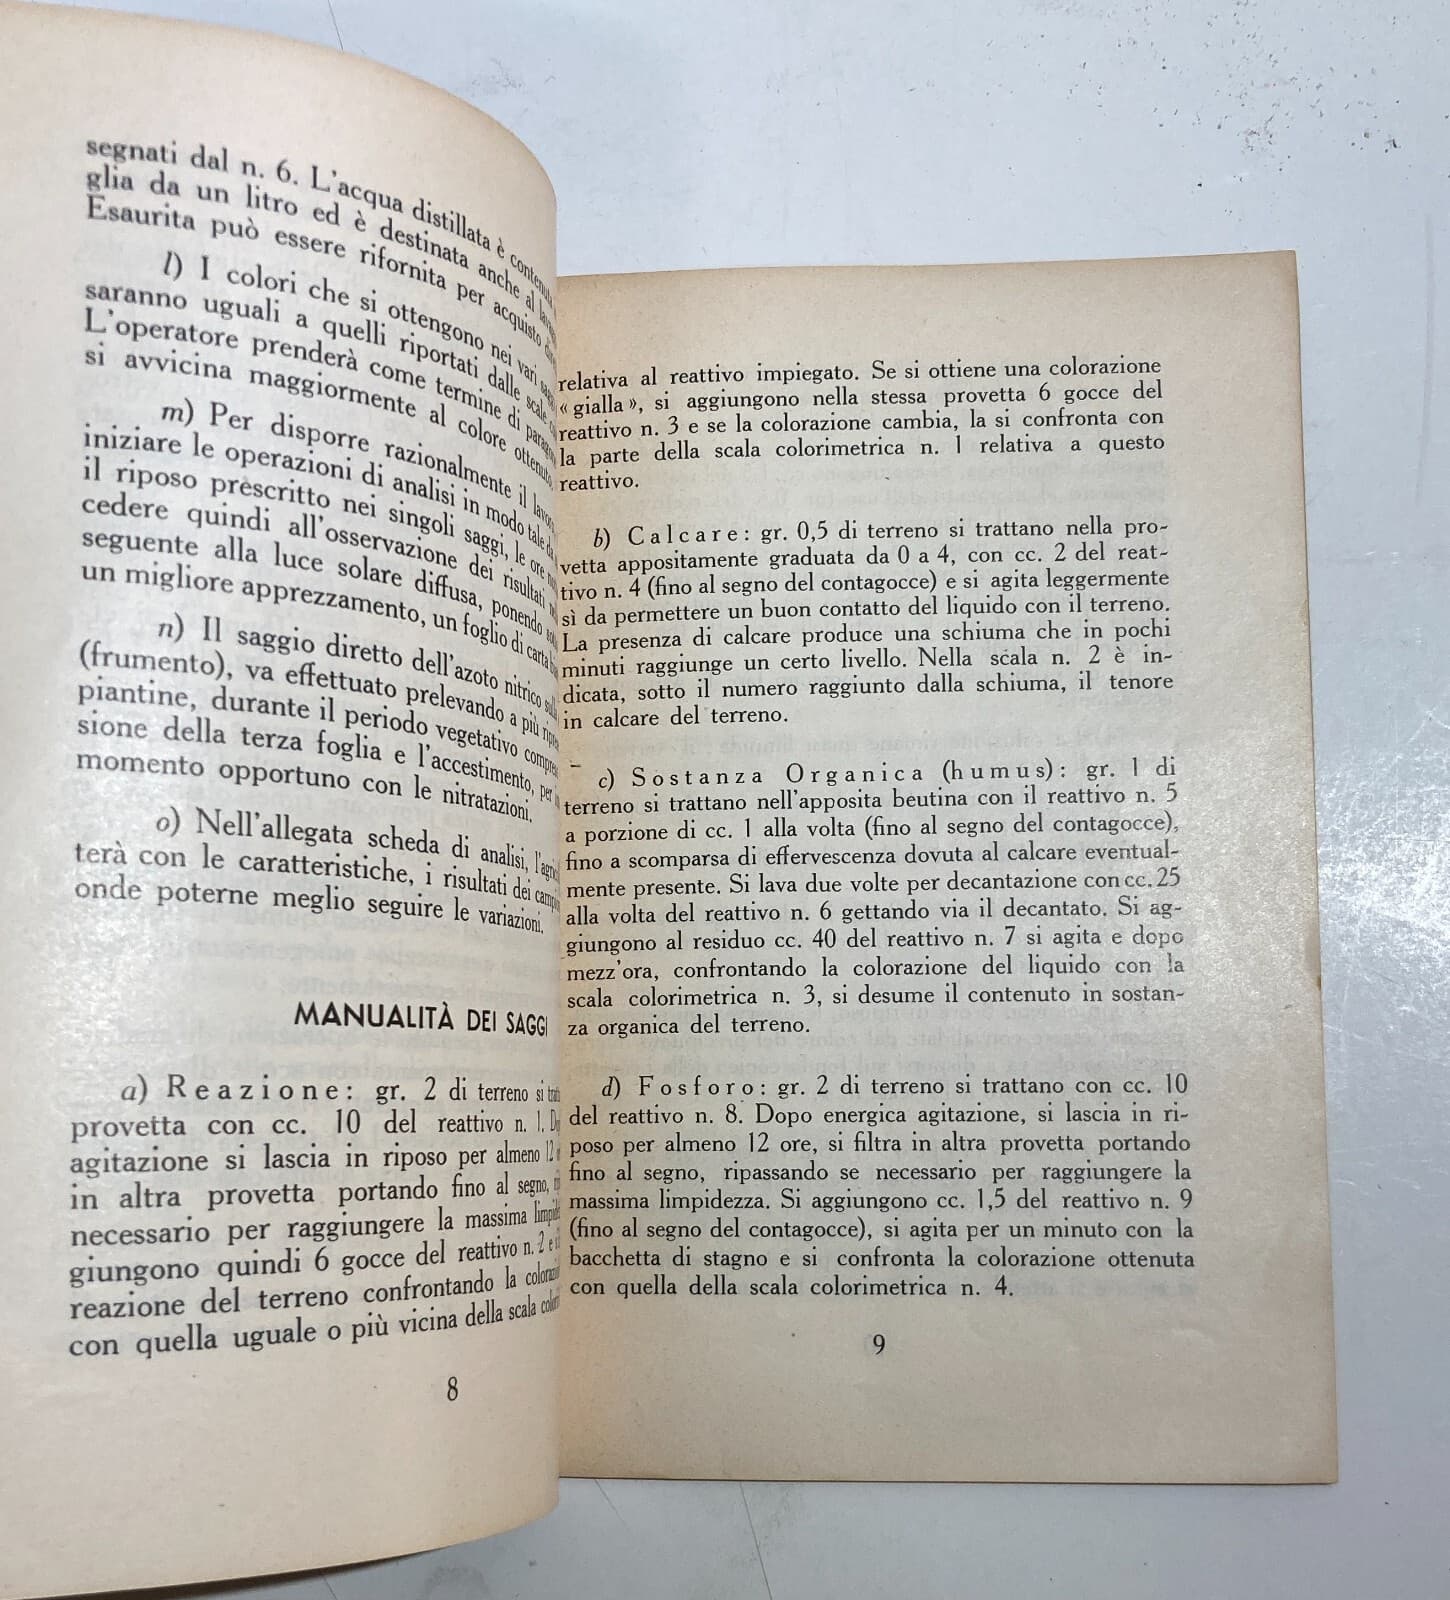 segnati dal n. 6. L'acqua distillata è contenuta
glia da un litro ed è destinata anche al
Esaurita può essere rifornita per acquisto
l) I colori che si ottengono nei vari
saranno uguali a quelli riportati dalle scale
L'operatore prenderà come termine di
si avvicina maggiormente al colore ottenuto.
m) Per disporre razionalmente il
iniziare le operazioni di analisi in modo tale
il riposo prescritto nei singoli saggi, le ore
cedere quindi all'osservazione dei risultati
seguente alla luce solare diffusa, ponendo
un migliore apprezzamento, un foglio di carta
n) Il saggio diretto dell'azoto nitrico
(frumento), va effettuato prelevando a più
piantine, durante il periodo vegetativo
sione della terza foglia e l'accestimento, per
momento opportuno con le nitratazioni.
o) Nell'allegata scheda di analisi,
terà con le caratteristiche, i risultati dei
onde poterne meglio seguire le variazioni.
MANUALITÀ DEI SAGGI
a) Reazione: gr. 2 di terreno si
provetta con cc. 10 del reattivo n. 1.
agitazione si lascia in riposo per almeno 12
in altra provetta portando fino al segno,
necessario per raggiungere la massima
giungono quindi 6 gocce del reattivo n. 2 e
reazione del terreno confrontando la
con quella uguale o più vicina della scala
8
relativa al reattivo impiegato. Se si ottiene una colorazione
« gialla », si aggiungono nella stessa provetta 6 gocce del
reattivo n. 3 e se la colorazione cambia, la si confronta con
la parte della scala colorimetrica n. 1 relativa a questo
reattivo.
b) Calcare: gr. 0,5 di terreno si trattano nella pro-
vetta appositamente graduata da 0 a 4, con cc. 2 del reat-
tivo n. 4 (fino al segno del contagocce) e si agita leggermente
sì da permettere un buon contatto del liquido con il terreno.
La presenza di calcare produce una schiuma che in pochi
minuti raggiunge un certo livello. Nella scala n. 2 è in-
dicata, sotto il numero raggiunto dalla schiuma, il tenore
in calcare del terreno.
c) Sostanza Organica (humus): gr. 1 di
terreno si trattano nell'apposita beutina con il reattivo n. 5
a porzione di cc. 1 alla volta (fino al segno del contagocce),
fino a scomparsa di effervescenza dovuta al calcare eventual-
mente presente. Si lava due volte per decantazione con cc. 25
alla volta del reattivo n. 6 gettando via il decantato. Si ag-
giungono al residuo cc. 40 del reattivo n. 7 si agita e dopo
mezz'ora, confrontando la colorazione del liquido con la
scala colorimetrica n. 3, si desume il contenuto in sostan-
za organica del terreno.
d) Fosforo: gr. 2 di terreno si trattano con cc. 10
del reattivo n. 8. Dopo energica agitazione, si lascia in ri-
poso per almeno 12 ore, si filtra in altra provetta portando
fino al segno, ripassando se necessario per raggiungere la
massima limpidezza. Si aggiungono cc. 1,5 del reattivo n. 9
(fino al segno del contagocce), si agita per un minuto con la
bacchetta di stagno e si confronta la colorazione ottenuta
con quella della scala colorimetrica n. 4.
9